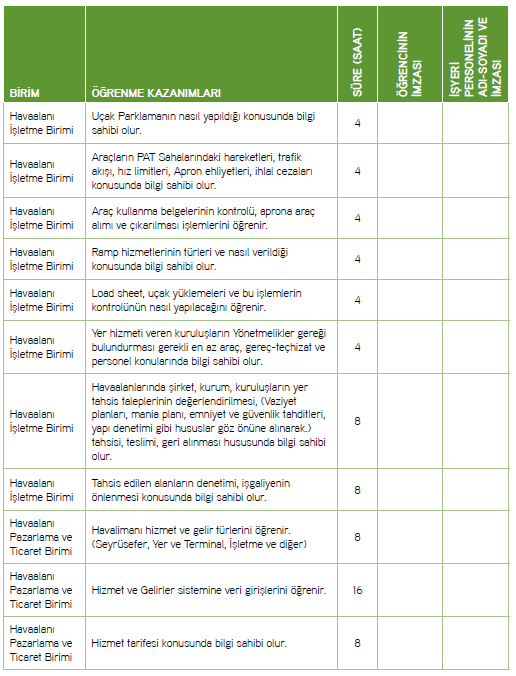 BİRİM
ÖĞRENME KAZANIMLARI
SÜRE (SAAT)
ÖĞRENCİNİN
İMZASI
İŞYERİ
PERSONELİNİN
ADI-SOYADI VE
İMZASI
Havaalanı
İşletme Birimi
Uçak Parklamanın nasıl yapıldığı konusunda bilgi
sahibi olur.
4
Havaalanı
İşletme Birimi
Araçların PAT Sahalarındaki hareketleri, trafik
akışı, hız limitleri, Apron ehliyetleri, ihlal cezaları
konusunda bilgi sahibi olur.
4
Havaalanı
İşletme Birimi
Araç kullanma belgelerinin kontrolü, aprona araç
alımı ve çıkarılması işlemlerini öğrenir.
4
Havaalanı
İşletme Birimi
Ramp hizmetlerinin türleri ve nasıl verildiği
konusunda bilgi sahibi olur.
4
Havaalanı
İşletme Birimi
Load sheet, uçak yüklemeleri ve bu işlemlerin
kontrolünün nasıl yapılacağını öğrenir.
4
Havaalanı
İşletme Birimi
Yer hizmeti veren kuruluşların Yönetmelikler gereği
bulundurması gerekli en az araç, gereç-teçhizat ve
personel konularında bilgi sahibi olur.
4
Havaalanı
İşletme Birimi
Havaalanlarında şirket, kurum, kuruluşların yer
tahsis taleplerinin değerlendirilmesi, (Vaziyet
planları, mania planı, emniyet ve güvenlik tahditleri,
yapı denetimi gibi hususlar göz önüne alınarak.)
tahsisi, teslimi, geri alınması hususunda bilgi sahibi
olur.
8
Havaalanı
İşletme Birimi
Tahsis edilen alanların denetimi, işgaliyenin
önlenmesi konusunda bilgi sahibi olur.
8
Havaalanı
Pazarlama ve
Ticaret Birimi
Havalimanı hizmet ve gelir türlerini öğrenir.
(Seyrüsefer, Yer ve Terminal, İşletme ve diğer)
8
Havaalanı
Pazarlama ve
Ticaret Birimi
Hizmet ve Gelirler sistemine veri girişlerini öğrenir.
16
Havaalanı
Pazarlama ve
Ticaret Birimi
Hizmet tarifesi konusunda bilgi sahibi olur.
8